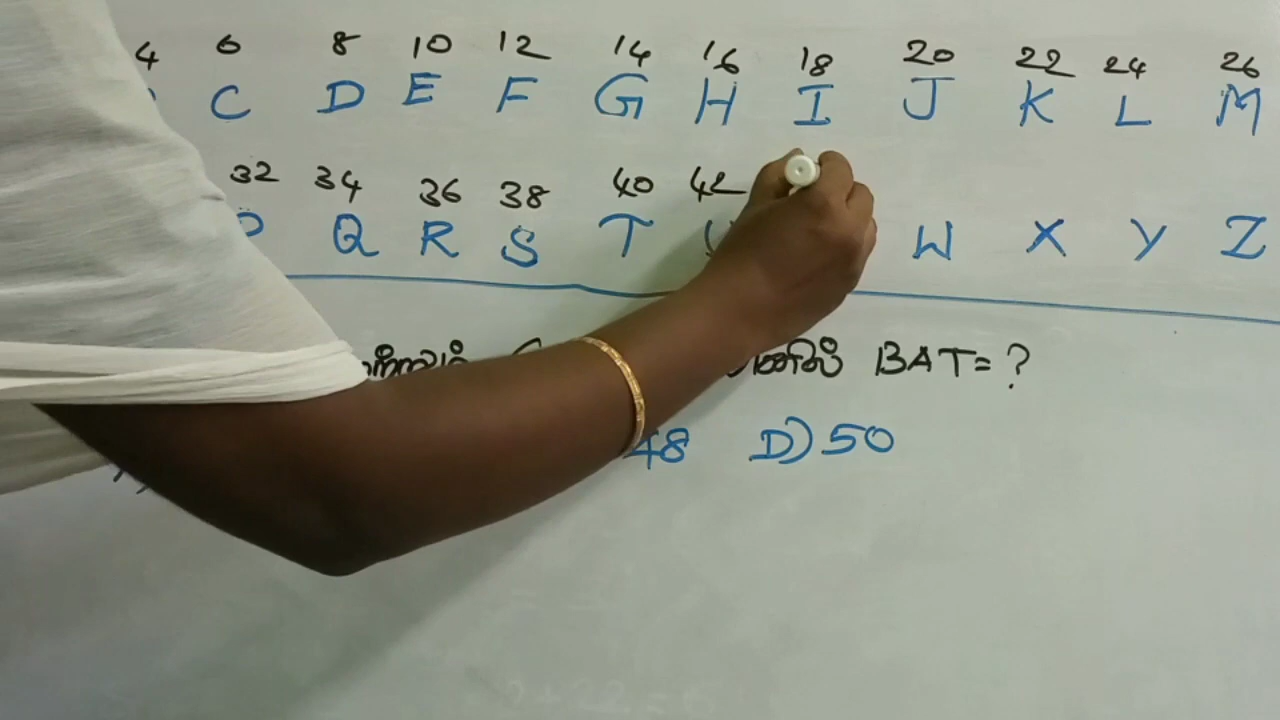 4 6 8 10 12 14 16 18 20 22 24 26
C D E F G H I J K L M
32 34 36 38 40 42
P Q R S T U W X Y Z
BAT = ?
48 D) 50